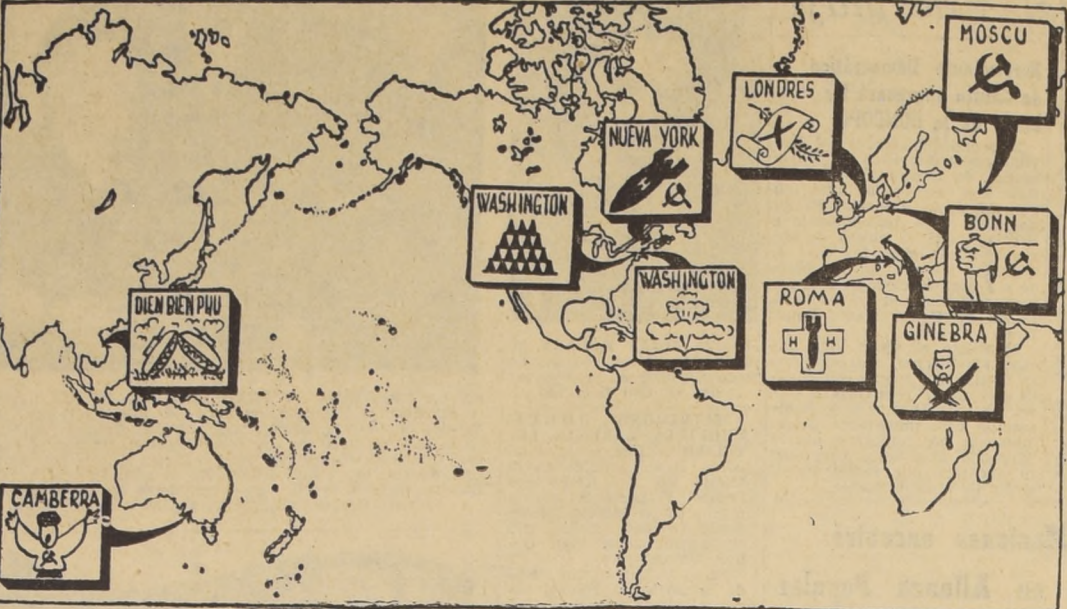 MOSCU
LONDRES
NUEVA YORK
WASHINGTON
BONN
WASHINGTON
ROMA
H H
GINEBRA
DIEN BIEN PHU
CAMBERRA